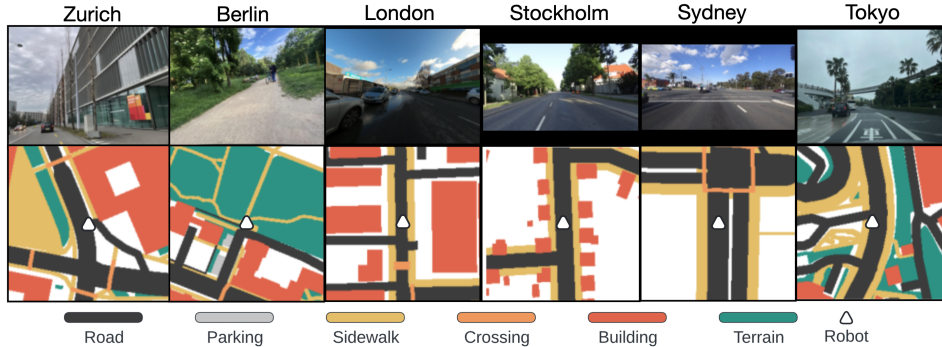 Zurich Berlin London Stockholm Sydney Tokyo
Road Parking Sidewalk Crossing Building Terrain Robot